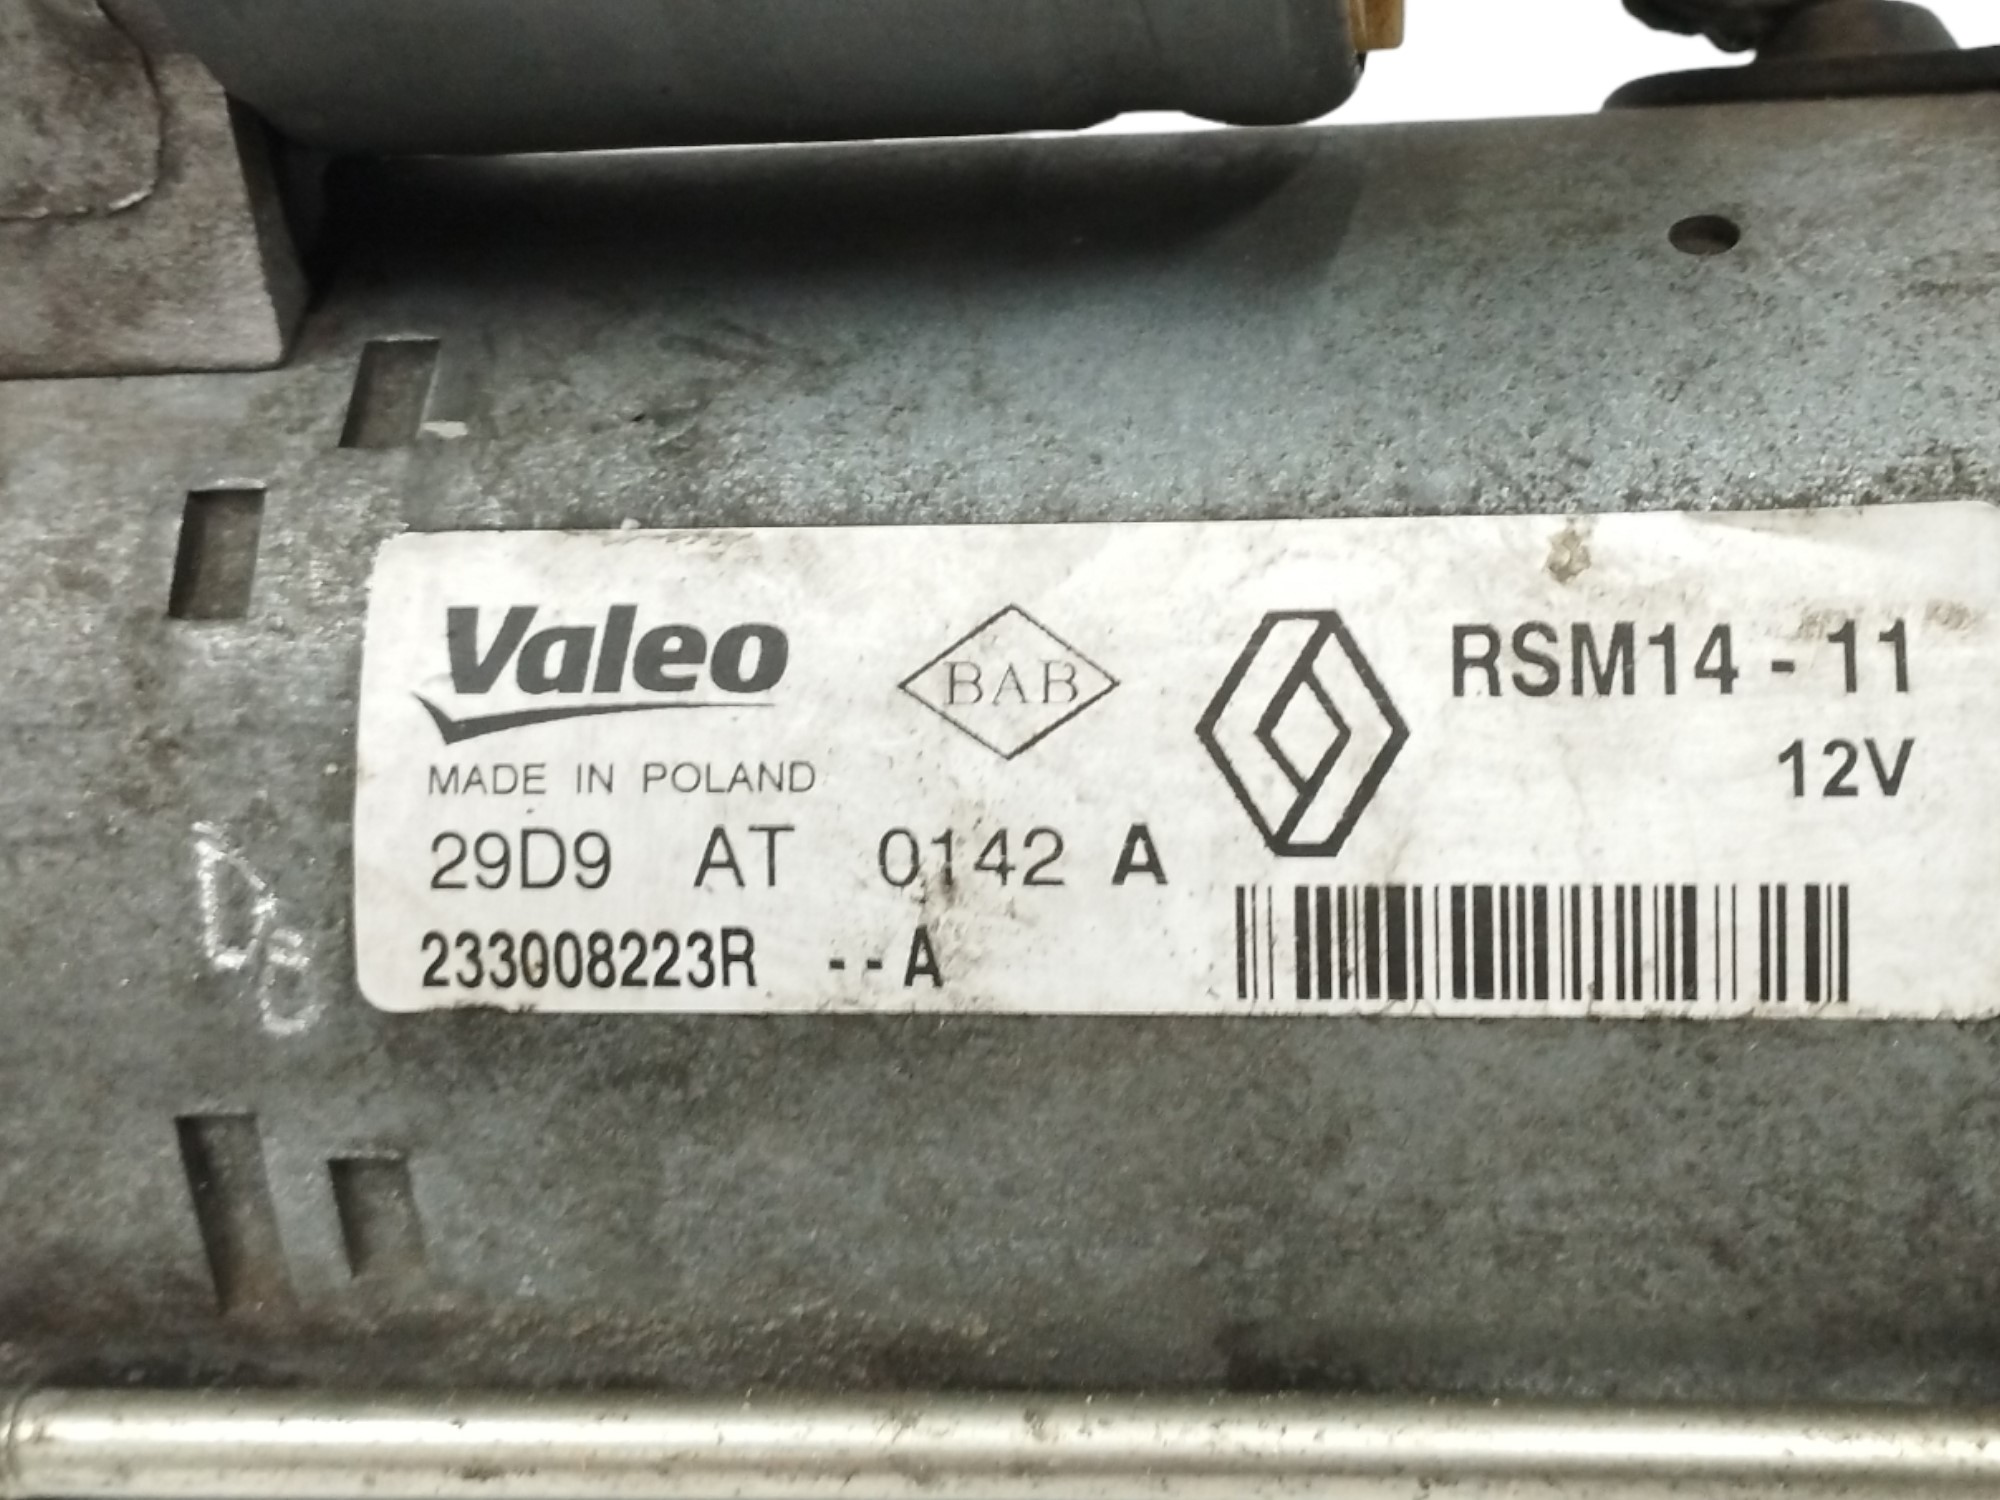 Valeo
BAB
RSM14 - 11
12V
MADE IN POLAND
29D9 AT 0142 A
233008223R -- A